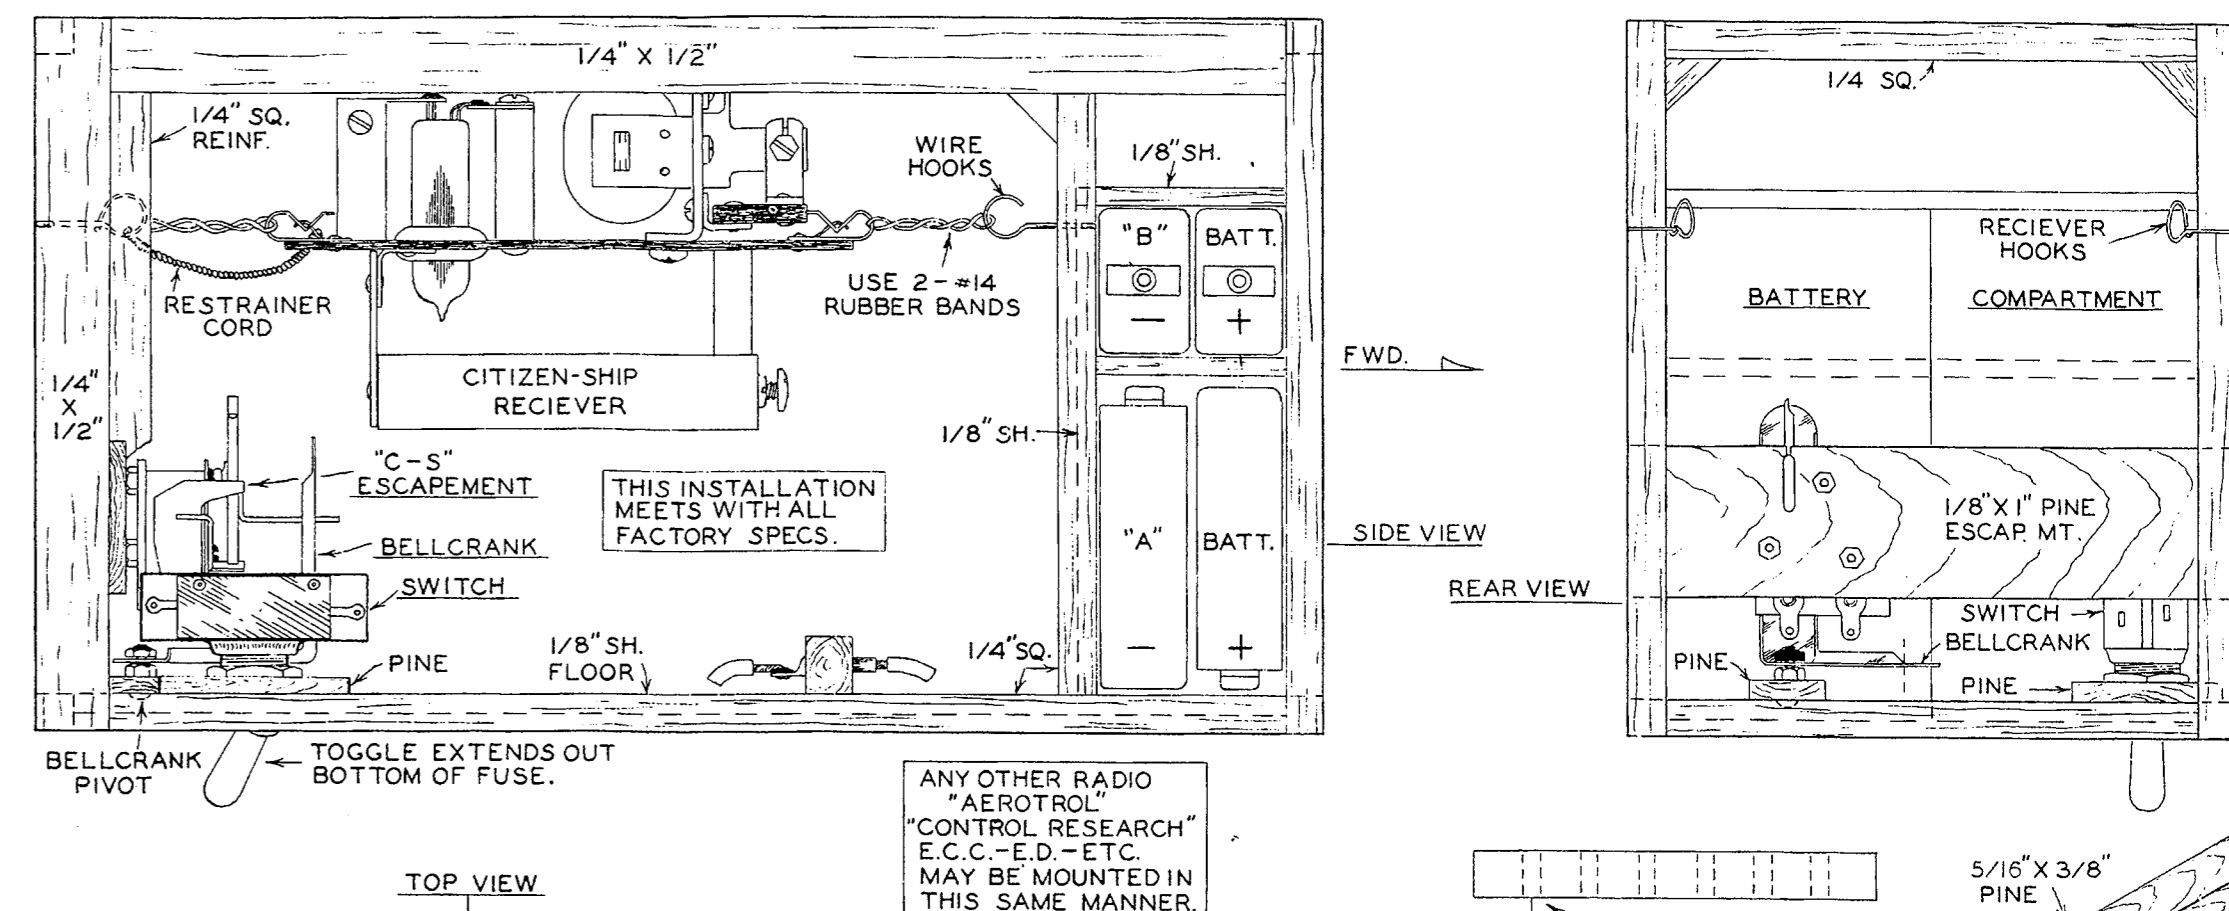 1/4" X 1/2"
1/4" SQ.
REINF.
WIRE
HOOKS
1/8" SH.
"B"
BATT.
−
+
RESTRAINER
CORD
USE 2 - #14
RUBBER BANDS
CITIZEN-SHIP
RECIEVER
1/4"
X
1/2"
1/8" SH.
"C-S"
ESCAPEMENT
THIS INSTALLATION
MEETS WITH ALL
FACTORY SPECS.
BELLCRANK
SWITCH
"A"
BATT.
−
+
1/8" SH.
FLOOR
1/4" SQ.
PINE
BELLCRANK
PIVOT
TOGGLE EXTENDS OUT
BOTTOM OF FUSE.
FWD.
SIDE VIEW
REAR VIEW
1/4 SQ.
RECIEVER
HOOKS
BATTERY
COMPARTMENT
1/8" X 1" PINE
ESCAP. MT.
SWITCH
BELLCRANK
PINE
PINE
ANY OTHER RADIO
"AEROTROL"
"CONTROL RESEARCH"
E.C.C.-E.D.-ETC.
MAY BE MOUNTED IN
THIS SAME MANNER.
TOP VIEW
5/16" X 3/8"
PINE